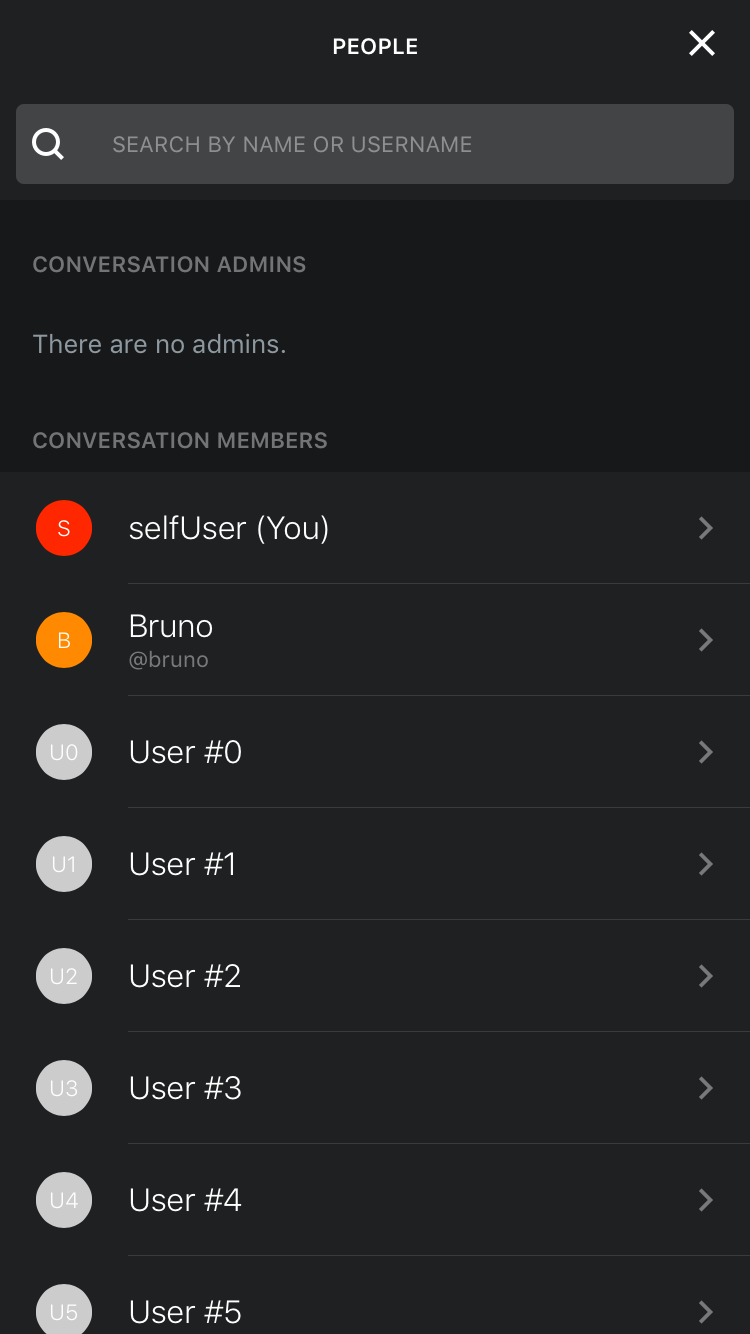 PEOPLE
SEARCH BY NAME OR USERNAME
CONVERSATION ADMINS
There are no admins.
CONVERSATION MEMBERS
S
selfUser (You)
B
Bruno
@bruno
U0
User #0
U1
User #1
U2
User #2
U3
User #3
U4
User #4
U5
User #5